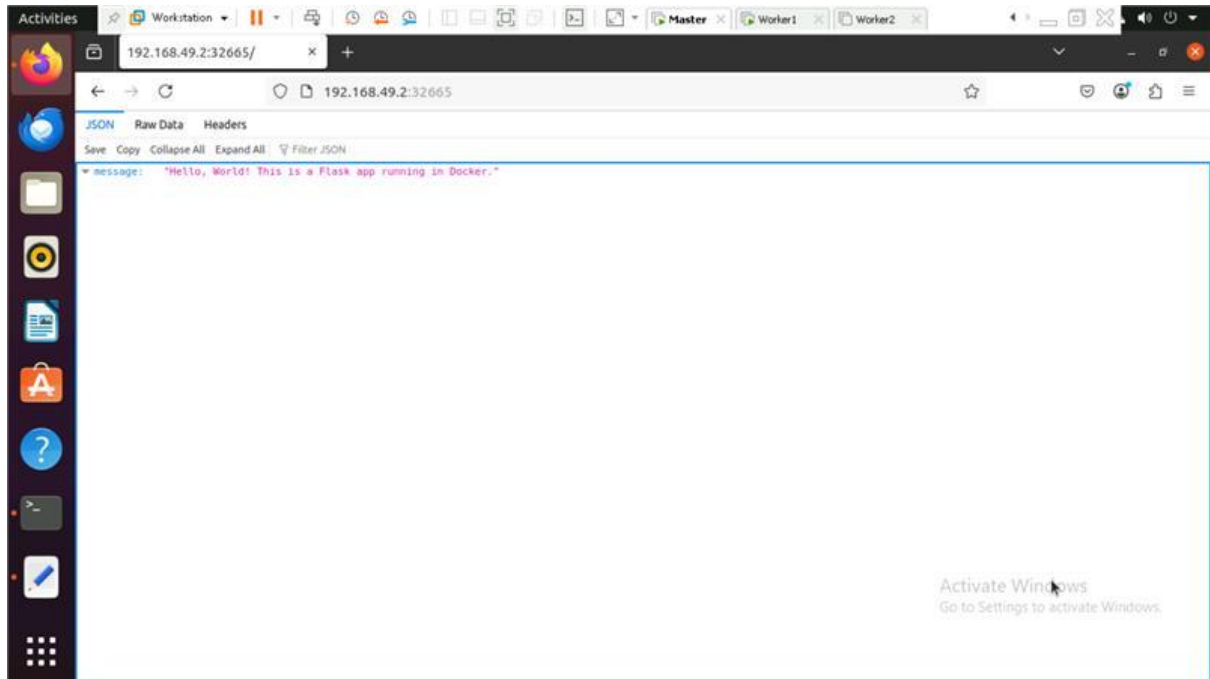 Activities
Workstation
Master
Worker1
Worker2
192.168.49.2:32665/
192.168.49.2:32665
JSON Raw Data Headers
Save Copy Collapse All Expand All Filter JSON
message: "Hello, World! This is a Flask app running in Docker."
Activate Windows
Go to Settings to activate Windows.